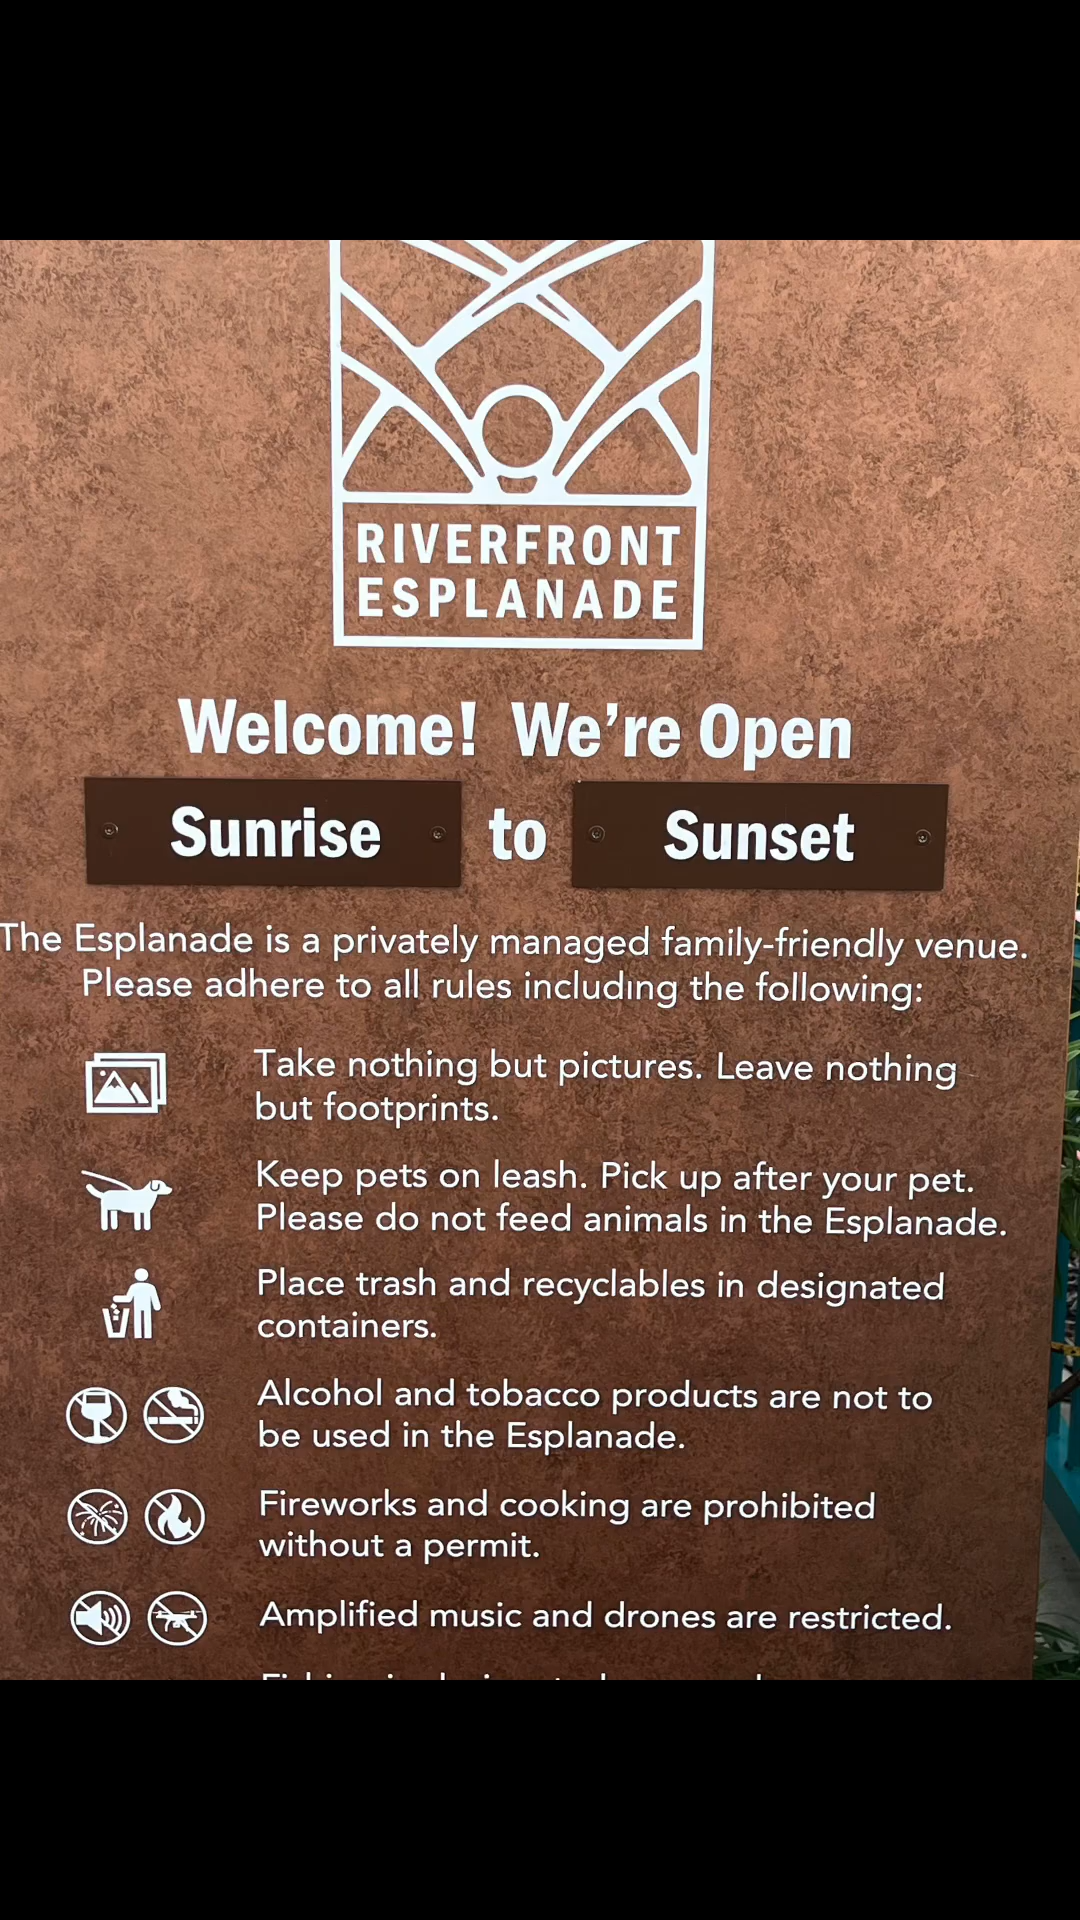 RIVERFRONT
ESPLANADE
Welcome! We're Open
Sunrise to Sunset
The Esplanade is a privately managed family-friendly venue.
Please adhere to all rules including the following:
Take nothing but pictures. Leave nothing
but footprints.
Keep pets on leash. Pick up after your pet.
Please do not feed animals in the Esplanade.
Place trash and recyclables in designated
containers.
Alcohol and tobacco products are not to
be used in the Esplanade.
Fireworks and cooking are prohibited
without a permit.
Amplified music and drones are restricted.